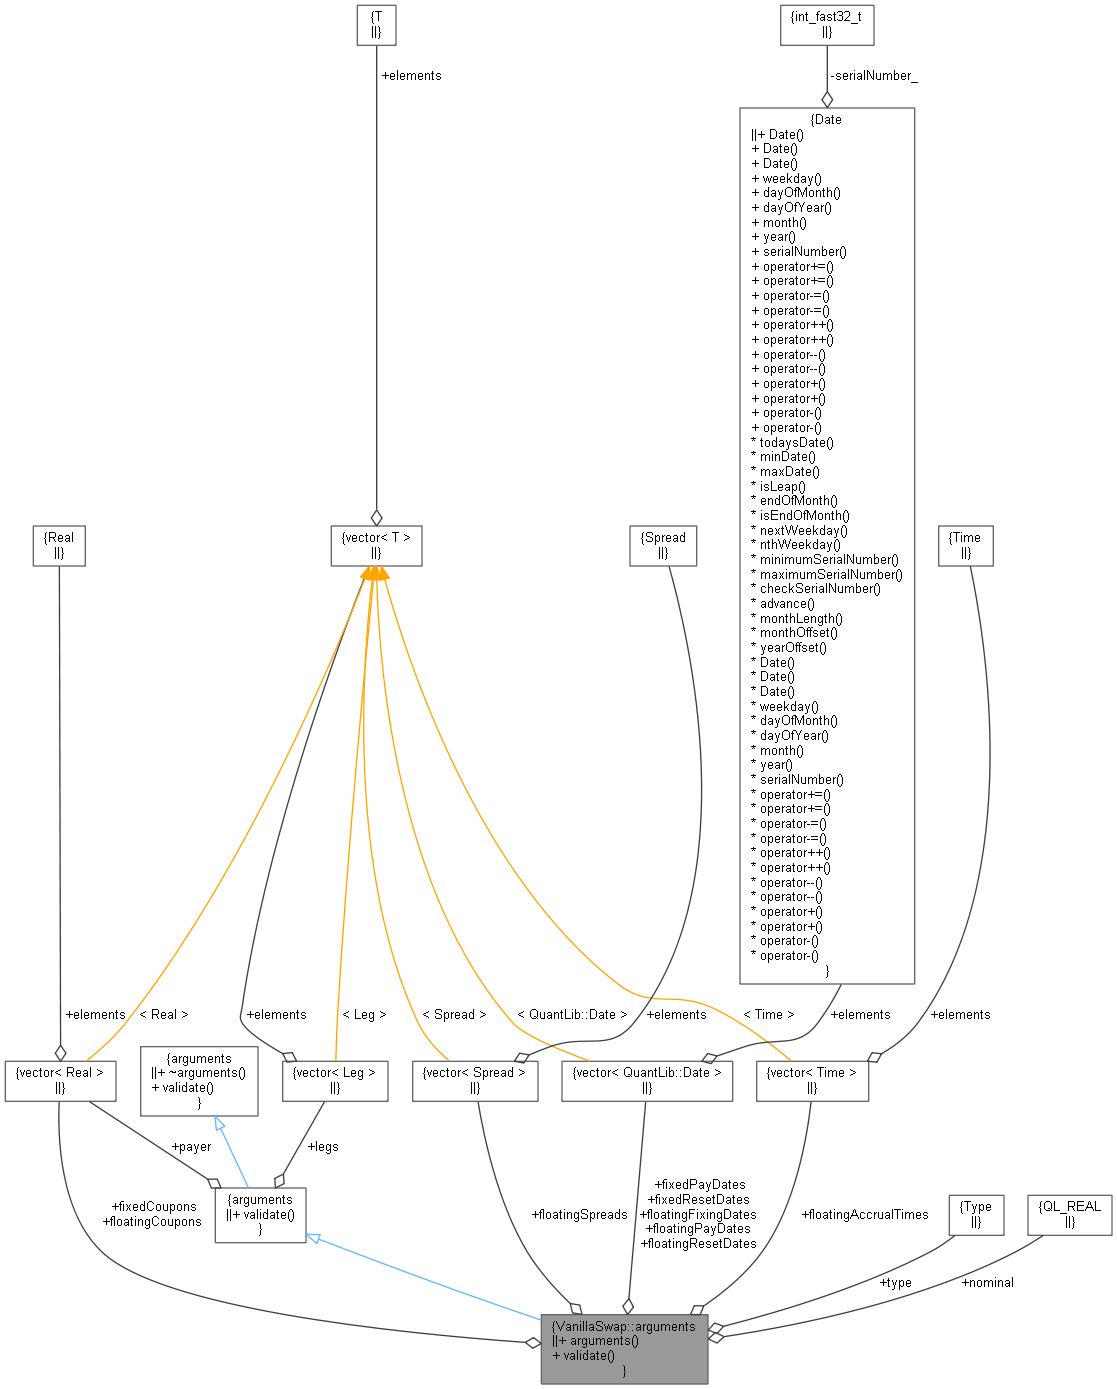 {T
||}
{int_fast32_t
||}
+elements
-serialNumber_
{Date
||+ Date()
+ Date()
+ Date()
+ weekday()
+ dayOfMonth()
+ dayOfYear()
+ month()
+ year()
+ serialNumber()
+ operator+=()
+ operator+=()
+ operator-=()
+ operator-=()
+ operator++()
+ operator++()
+ operator--()
+ operator--()
+ operator+()
+ operator+()
+ operator-()
+ operator-()
* todaysDate()
* minDate()
* maxDate()
* isLeap()
* endOfMonth()
* isEndOfMonth()
* nextWeekday()
* nthWeekday()
* minimumSerialNumber()
* maximumSerialNumber()
* checkSerialNumber()
* advance()
* monthLength()
* monthOffset()
* yearOffset()
* Date()
* Date()
* Date()
* weekday()
* dayOfMonth()
* dayOfYear()
* month()
* year()
* serialNumber()
* operator+=()
* operator+=()
* operator-=()
* operator-=()
* operator++()
* operator++()
* operator--()
* operator--()
* operator+()
* operator+()
* operator-()
* operator-()
}
{Real
||}
{vector< T >
||}
{Spread
||}
{Time
||}
+elements
< Real >
+elements
< Leg >
< Spread >
< QuantLib::Date >
+elements
< Time >
+elements
+elements
{vector< Real >
||}
{arguments
||+ ~arguments()
+ validate()
}
{vector< Leg >
||}
{vector< Spread >
||}
{vector< QuantLib::Date >
||}
{vector< Time >
||}
+payer
+legs
{arguments
||+ validate()
}
+fixedCoupons
+floatingCoupons
+floatingSpreads
+fixedPayDates
+fixedResetDates
+floatingFixingDates
+floatingPayDates
+floatingResetDates
+floatingAccrualTimes
{Type
||}
{QL_REAL
||}
+type
+nominal
{VanillaSwap::arguments
||+ arguments()
+ validate()
}